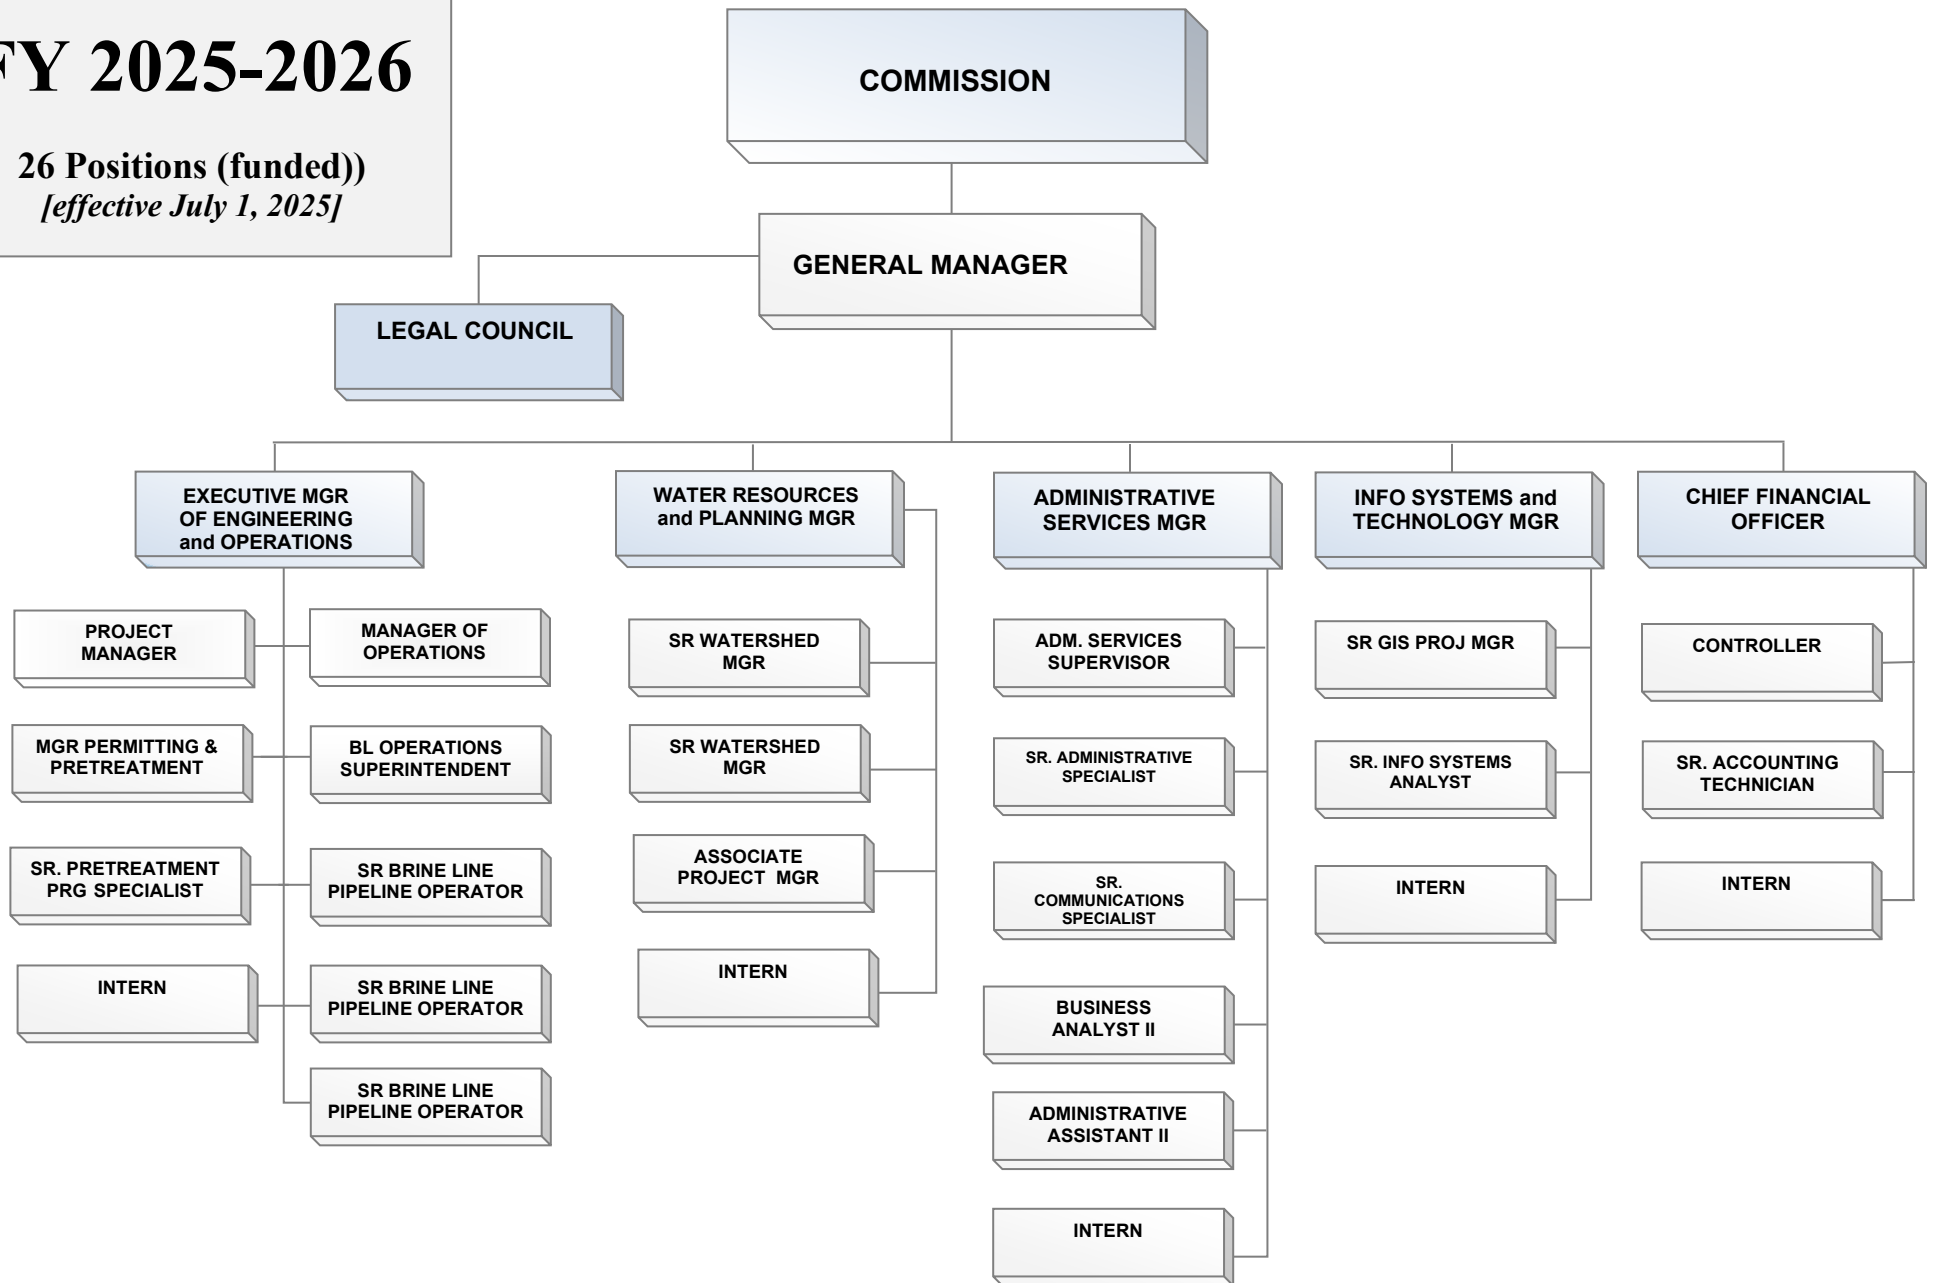 FY 2025-2026
26 Positions (funded))
[effective July 1, 2025]
COMMISSION
GENERAL MANAGER
LEGAL COUNCIL
EXECUTIVE MGR
OF ENGINEERING
and OPERATIONS
PROJECT
MANAGER
MANAGER OF
OPERATIONS
MGR PERMITTING &
PRETREATMENT
BL OPERATIONS
SUPERINTENDENT
SR. PRETREATMENT
PRG SPECIALIST
SR BRINE LINE
PIPELINE OPERATOR
INTERN
SR BRINE LINE
PIPELINE OPERATOR
SR BRINE LINE
PIPELINE OPERATOR
WATER RESOURCES
and PLANNING MGR
SR WATERSHED
MGR
SR WATERSHED
MGR
ASSOCIATE
PROJECT MGR
INTERN
ADMINISTRATIVE
SERVICES MGR
ADM. SERVICES
SUPERVISOR
SR. ADMINISTRATIVE
SPECIALIST
SR.
COMMUNICATIONS
SPECIALIST
BUSINESS
ANALYST II
ADMINISTRATIVE
ASSISTANT II
INTERN
INFO SYSTEMS and
TECHNOLOGY MGR
SR GIS PROJ MGR
SR. INFO SYSTEMS
ANALYST
INTERN
CHIEF FINANCIAL
OFFICER
CONTROLLER
SR. ACCOUNTING
TECHNICIAN
INTERN